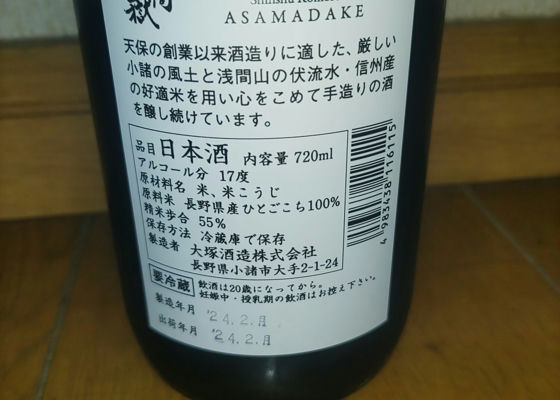 嶽
ASAMADAKE
天保の創業以来酒造りに適した、厳しい
小諸の風土と浅間山の伏流水・信州産
の好適米を用い心をこめて手造りの酒
を醸し続けています。
品目 日本酒 内容量 720ml
アルコール分 17度
原材料名 米、米こうじ
原料米 長野県産ひとごこち100%
精米歩合 55%
保存方法 冷蔵庫で保存
製造者 大塚酒造株式会社
長野県小諸市大手2-1-24
要冷蔵 飲酒は20歳になってから。
妊娠中・授乳期の飲酒はお控え下さい。
製造年月 '24.2.月
出荷年月 '24.2.月
4 983438 116115